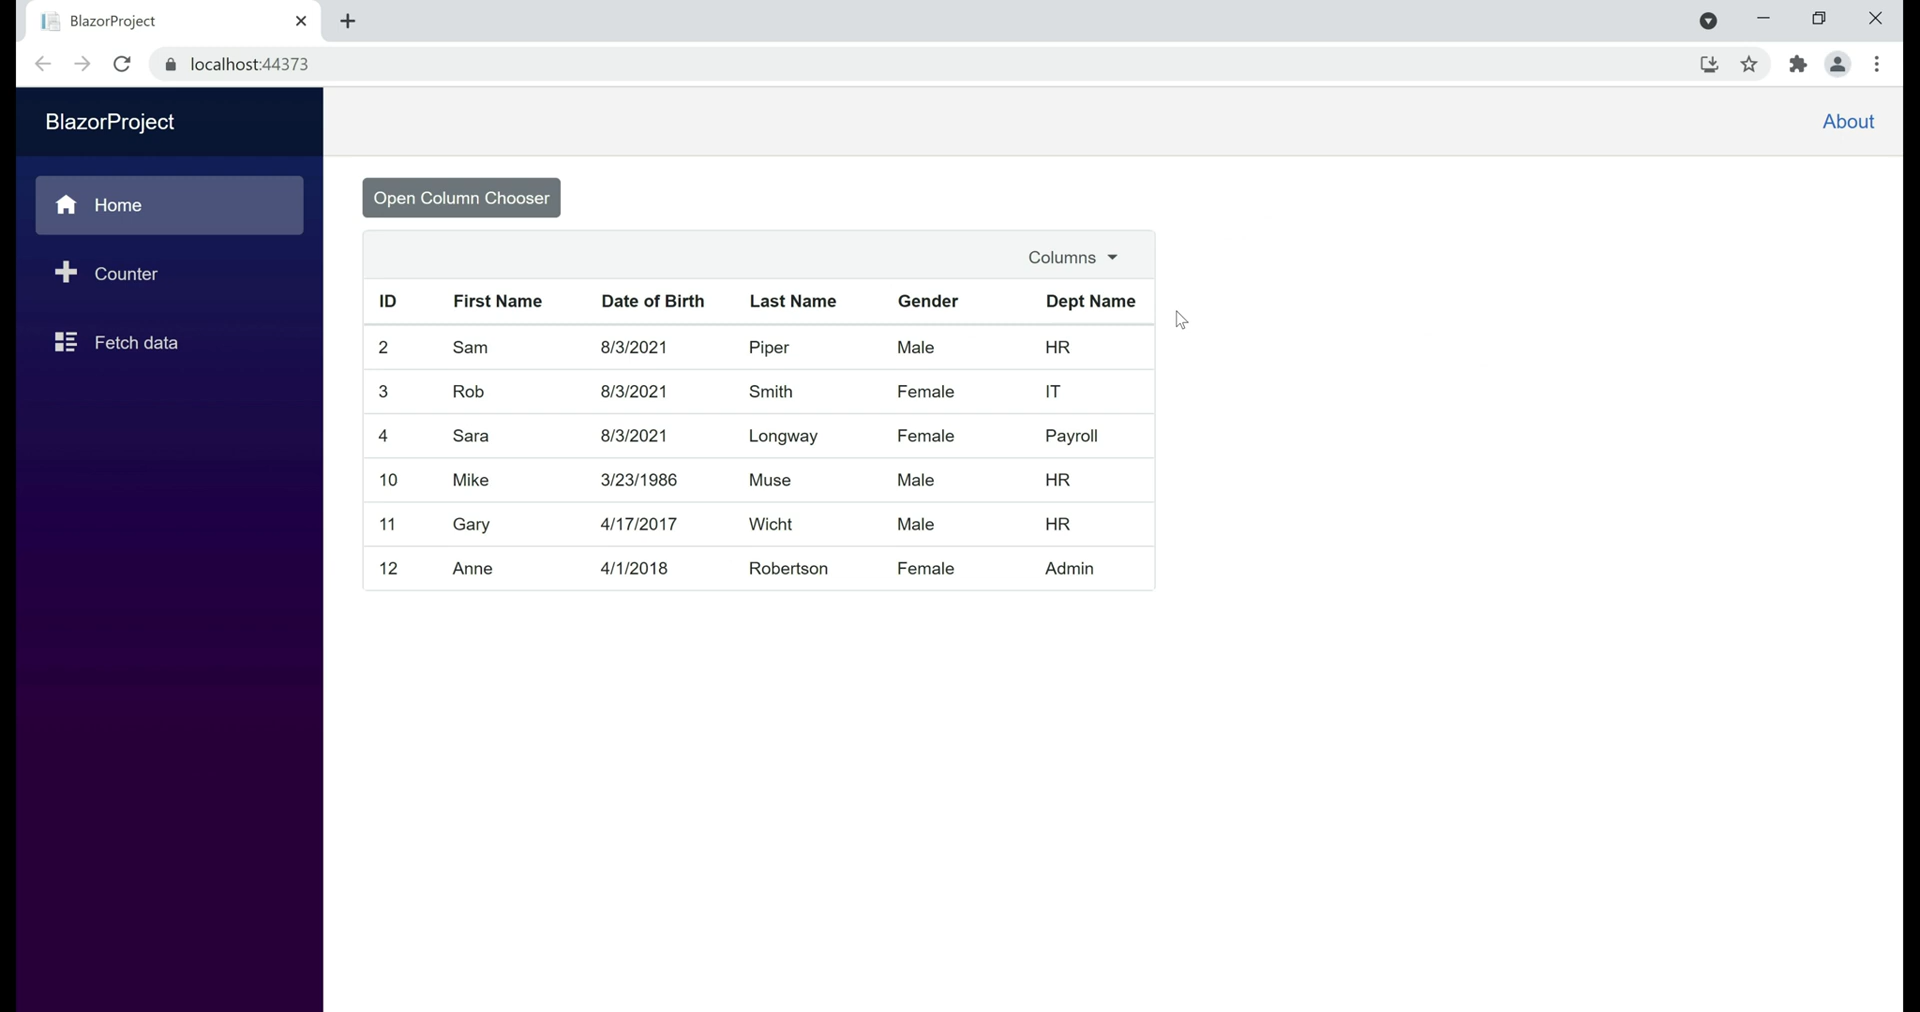 BlazorProject
localhost:44373
BlazorProject
About
Home
Counter
Fetch data
Open Column Chooser
Columns
ID First Name Date of Birth Last Name Gender Dept Name
2 Sam 8/3/2021 Piper Male HR
3 Rob 8/3/2021 Smith Female IT
4 Sara 8/3/2021 Longway Female Payroll
10 Mike 3/23/1986 Muse Male HR
11 Gary 4/17/2017 Wicht Male HR
12 Anne 4/1/2018 Robertson Female Admin